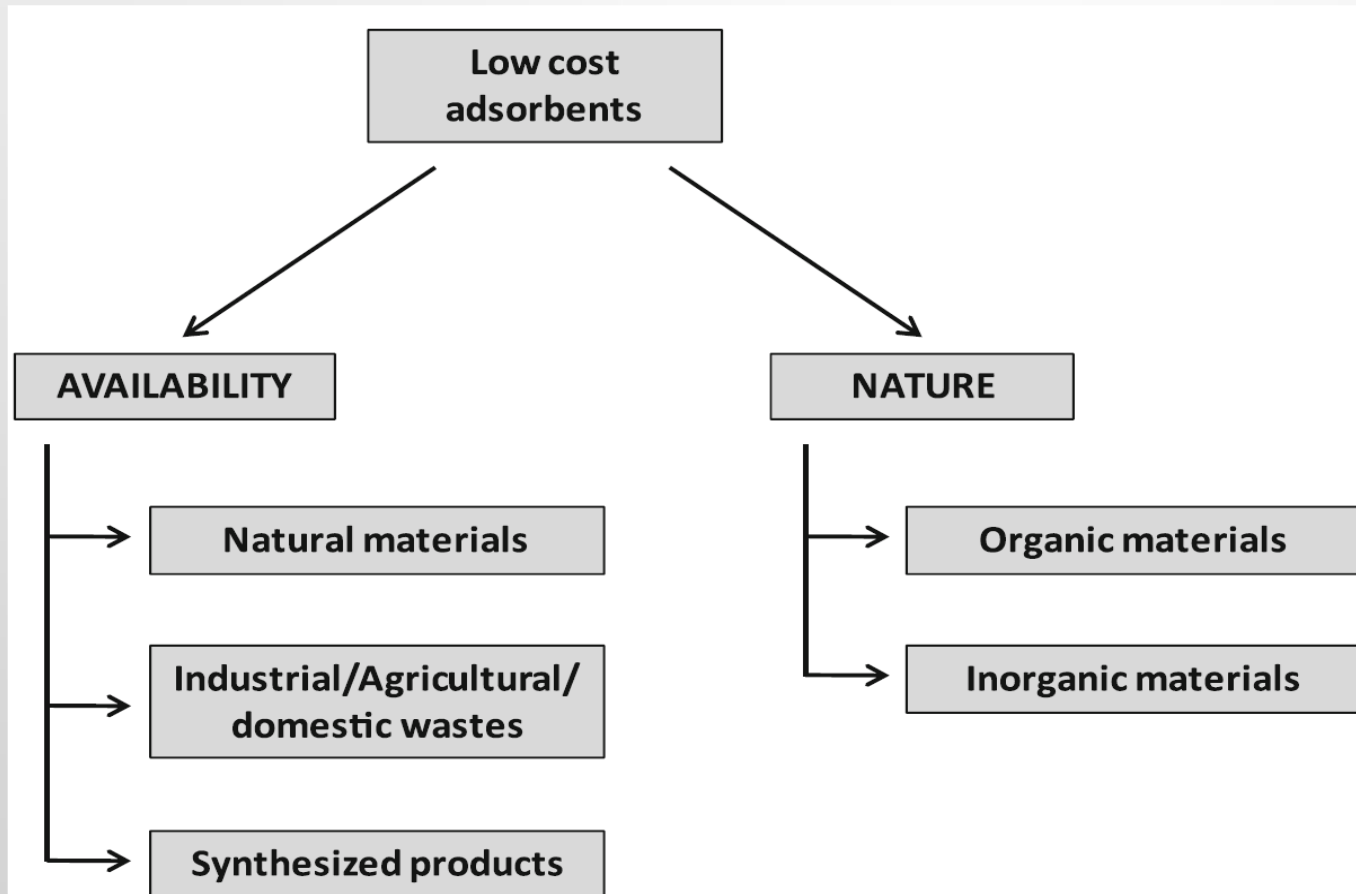 Low cost
adsorbents
AVAILABILITY
Natural materials
Industrial/Agricultural/
domestic wastes
Synthesized products
NATURE
Organic materials
Inorganic materials